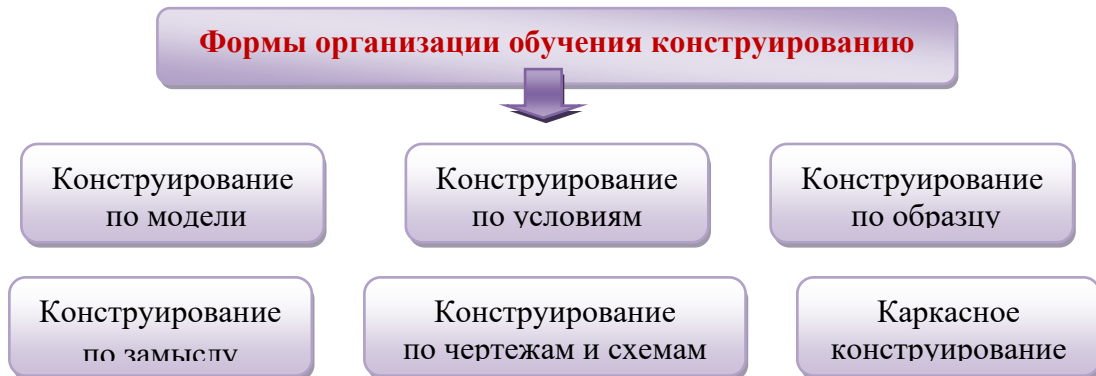 Формы организации обучения конструированию
Конструирование
по модели
Конструирование
по условиям
Конструирование
по образцу
Конструирование
по замыслу
Конструирование
по чертежам и схемам
Каркасное
конструирование